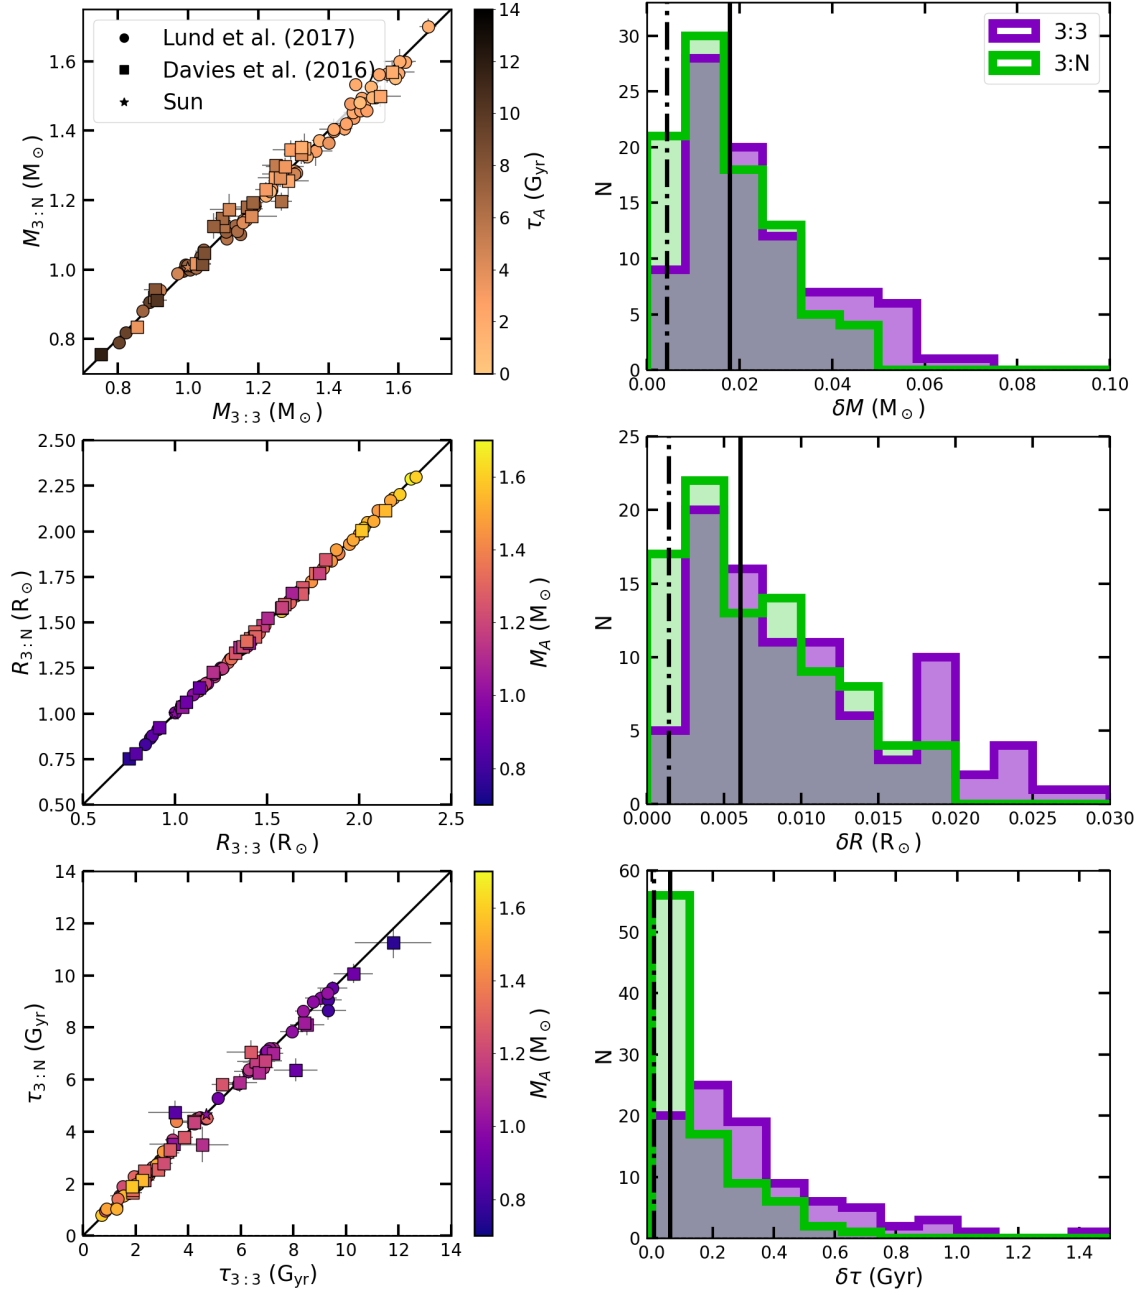 Lund et al. (2017)
Davies et al. (2016)
Sun
1.6
1.4
1.2
1.0
0.8
M3:N (M⊙)
0.8 1.0 1.2 1.4 1.6
M3:3 (M⊙)
14
12
10
8
6
4
2
0
τA (Gyr)
3:3
3:N
30
25
20
15
10
5
0
N
0.00 0.02 0.04 0.06 0.08 0.10
δM (M⊙)
2.50
2.25
2.00
1.75
1.50
1.25
1.00
0.75
0.50
R3:N (R⊙)
0.5 1.0 1.5 2.0 2.5
R3:3 (R⊙)
1.6
1.4
1.2
1.0
0.8
MA (M⊙)
25
20
15
10
5
0
N
0.000 0.005 0.010 0.015 0.020 0.025 0.030
δR (R⊙)
14
12
10
8
6
4
2
0
τ3:N (Gyr)
0 2 4 6 8 10 12 14
τ3:3 (Gyr)
1.6
1.4
1.2
1.0
0.8
MA (M⊙)
60
50
40
30
20
10
0
N
0.0 0.2 0.4 0.6 0.8 1.0 1.2 1.4
δτ (Gyr)